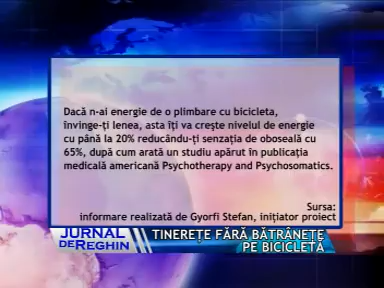 Dacă n-ai energie de o plimbare cu bicicleta,
învinge-ți lenea, asta îți va crește nivelul de energie
cu până la 20% reducându-ți senzația de oboseală cu
65%, după cum arată un studiu apărut în publicația
medicală americană Psychotherapy and Psychosomatics.
Sursa:
informare realizată de Gyorfi Stefan, inițiator proiect
JURNAL
DE REGHIN
TINEREȚE FĂRĂ BĂTRÂNEȚE
PE BICICLETĂ